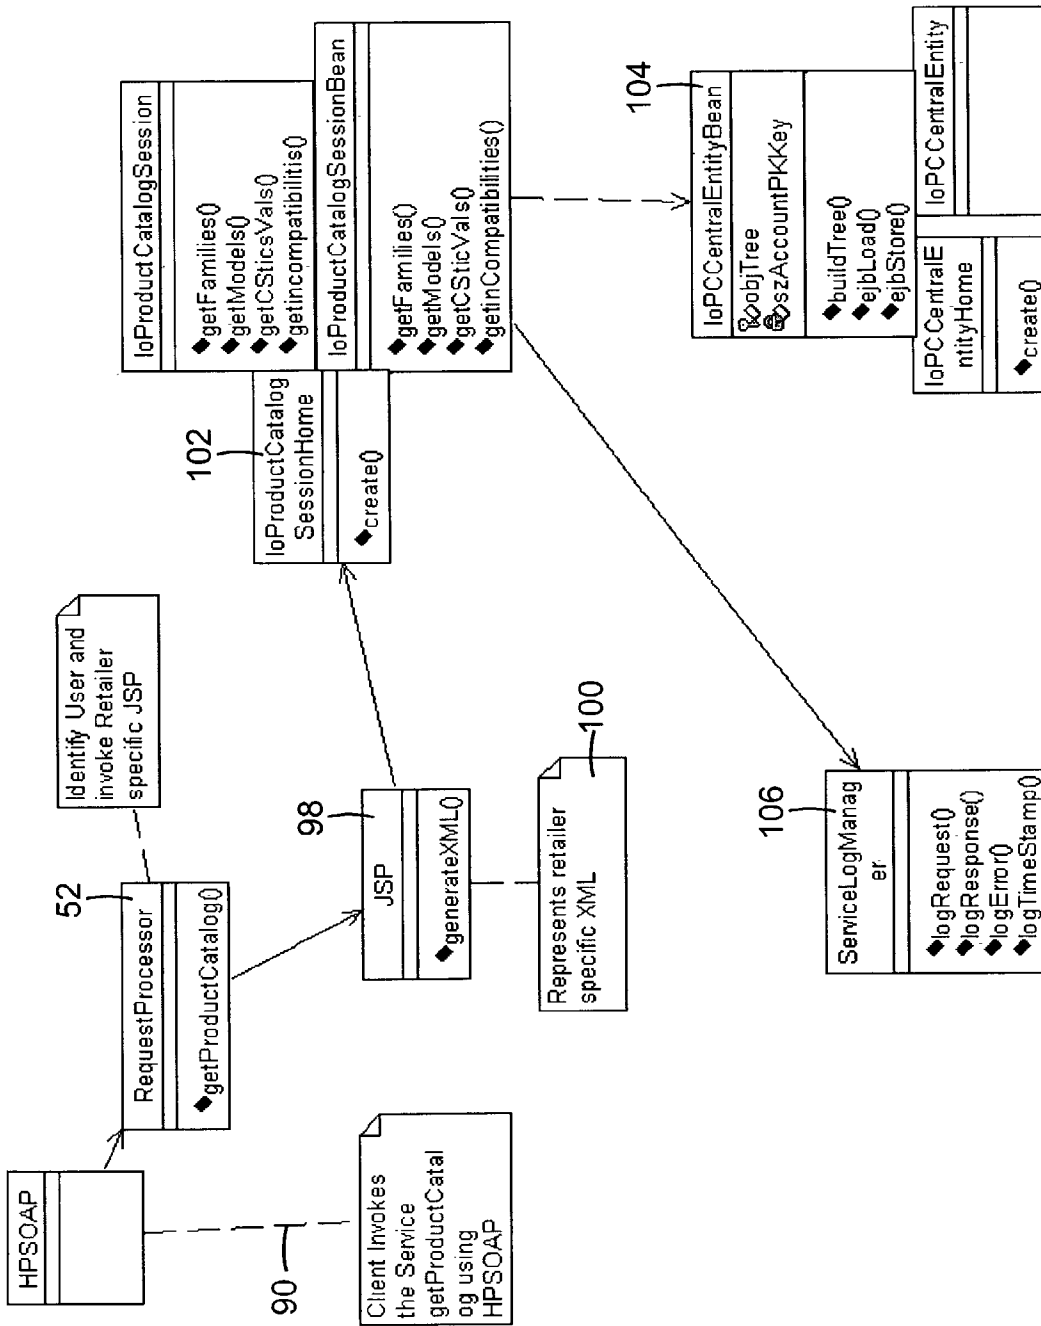 HPSOAP
90
Client Invokes
the Service
getProductCatal
og using
HPSOAP
52
RequestProcessor
getProductCatalog()
Identify User and
invoke Retailer
specific JSP
98
JSP
generateXML()
100
Represents retailer
specific XML
102
IoProductCatalog
SessionHome
create()
IoProductCatalogSession
getFamilies()
getModels()
getCSticsVals()
getincompatibilitis()
IoProductCatalogSessionBean
getFamilies()
getModels()
getCSticVals()
getinCompatibilities()
106
ServiceLogManag
er
logRequest()
logResponse()
logError()
logTimeStamp()
104
IoPCCentralEntityBean
objTree
szAccountPKKey
buildTree()
ejbLoad()
ejbStore()
IoPCCentralE
ntityHome
create()
IoPCCentralEntity